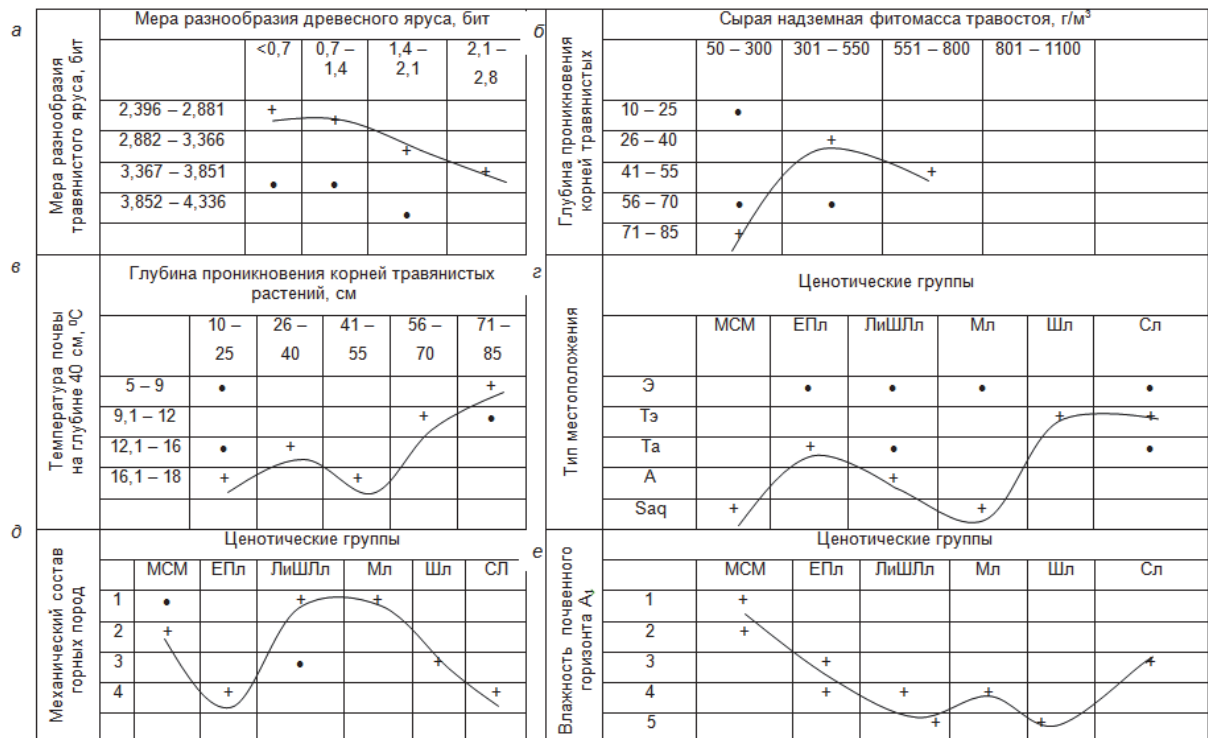 а
Мера разнообразия древесного яруса, бит
Мера разнообразия
травянистого яруса, бит
<0,7
0,7 –
1,4
1,4 –
2,1
2,1 –
2,8
2,396 – 2,881
+
+
2,882 – 3,366
+
3,367 – 3,851
+
3,852 – 4,336
б
Сырая надземная фитомасса травостоя, г/м³
Глубина проникновения
корней травянистых
50 – 300
301 – 550
551 – 800
801 – 1100
10 – 25
26 – 40
+
41 – 55
+
56 – 70
71 – 85
+
в
Глубина проникновения корней травянистых
растений, см
Температура почвы
на глубине 40 см, ⁰С
10 –
25
26 –
40
41 –
55
56 –
70
71 –
85
5 – 9
+
9,1 – 12
+
12,1 – 16
+
16,1 – 18
+
+
г
Ценотические группы
Тип местоположения
МСМ
ЕПл
ЛиШЛл
Мл
Шл
Сл
Э
Тэ
+
+
Та
+
А
+
Saq
+
+
д
Ценотические группы
Механический состав
горных пород
МСМ
ЕПл
ЛиШЛл
Мл
Шл
СЛ
1
+
+
2
+
3
+
4
+
+
е
Ценотические группы
Влажность почвенного
горизонта А₁
МСМ
ЕПл
ЛиШЛл
Мл
Шл
Сл
1
+
2
+
3
+
+
4
+
+
+
5
+
+